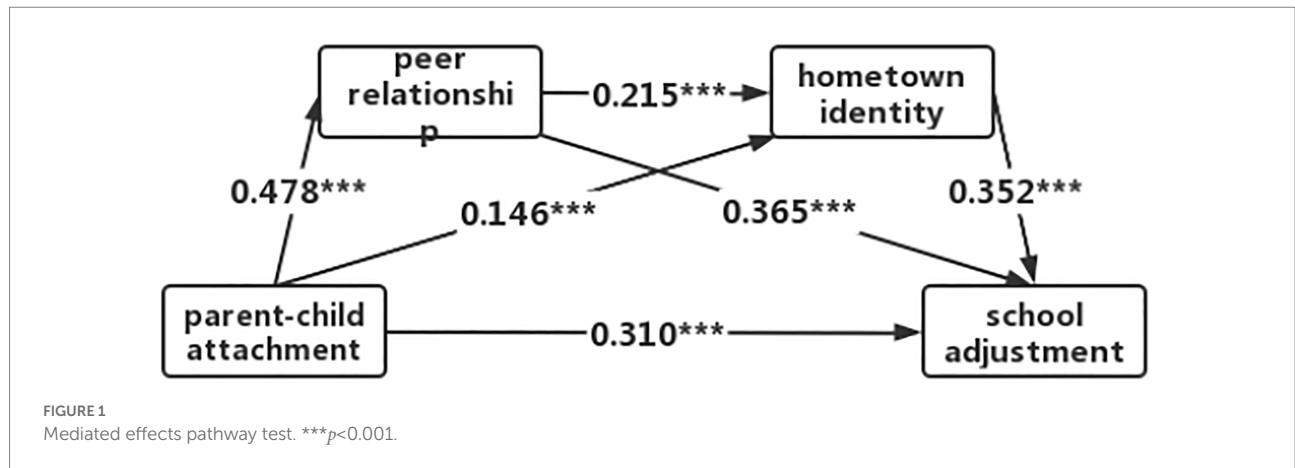 peer
relationshi
p
0.215***
hometown
identity
0.478***
0.146***
0.365***
0.352***
parent-child
attachment
0.310***
school
adjustment
FIGURE 1
Mediated effects pathway test. ***p<0.001.